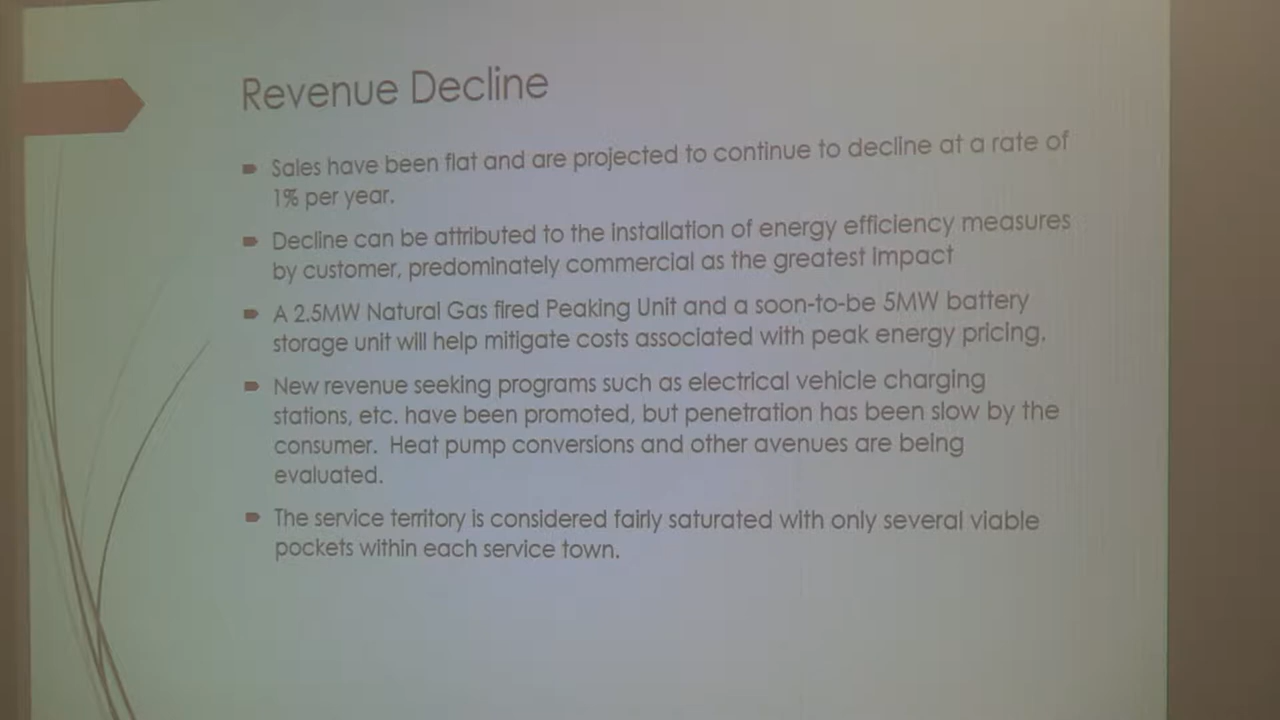 Revenue Decline
Sales have been flat and are projected to continue to decline at a rate of
1% per year.
Decline can be attributed to the installation of energy efficiency measures
by customer, predominately commercial as the greatest impact
A 2.5MW Natural Gas fired Peaking Unit and a soon-to-be 5MW battery
storage unit will help mitigate costs associated with peak energy pricing.
New revenue seeking programs such as electrical vehicle charging
stations, etc. have been promoted, but penetration has been slow by the
consumer.  Heat pump conversions and other avenues are being
evaluated.
The service territory is considered fairly saturated with only several viable
pockets within each service town.